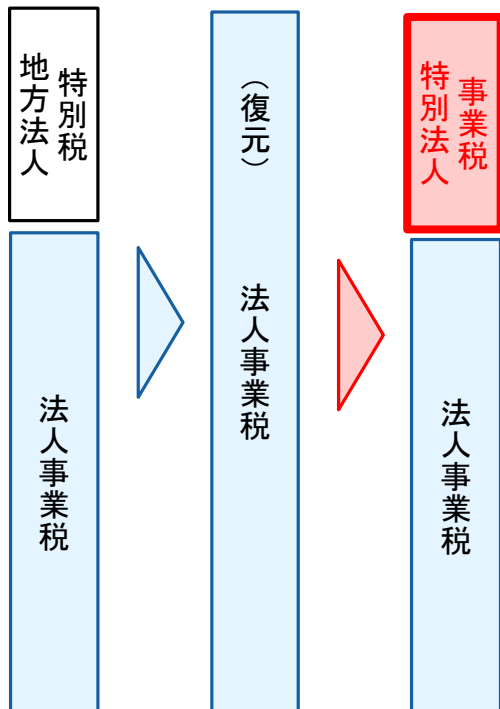 地方法人
特別税
法人事業税
（復元）
法人事業税
特別法人
事業税
法人事業税